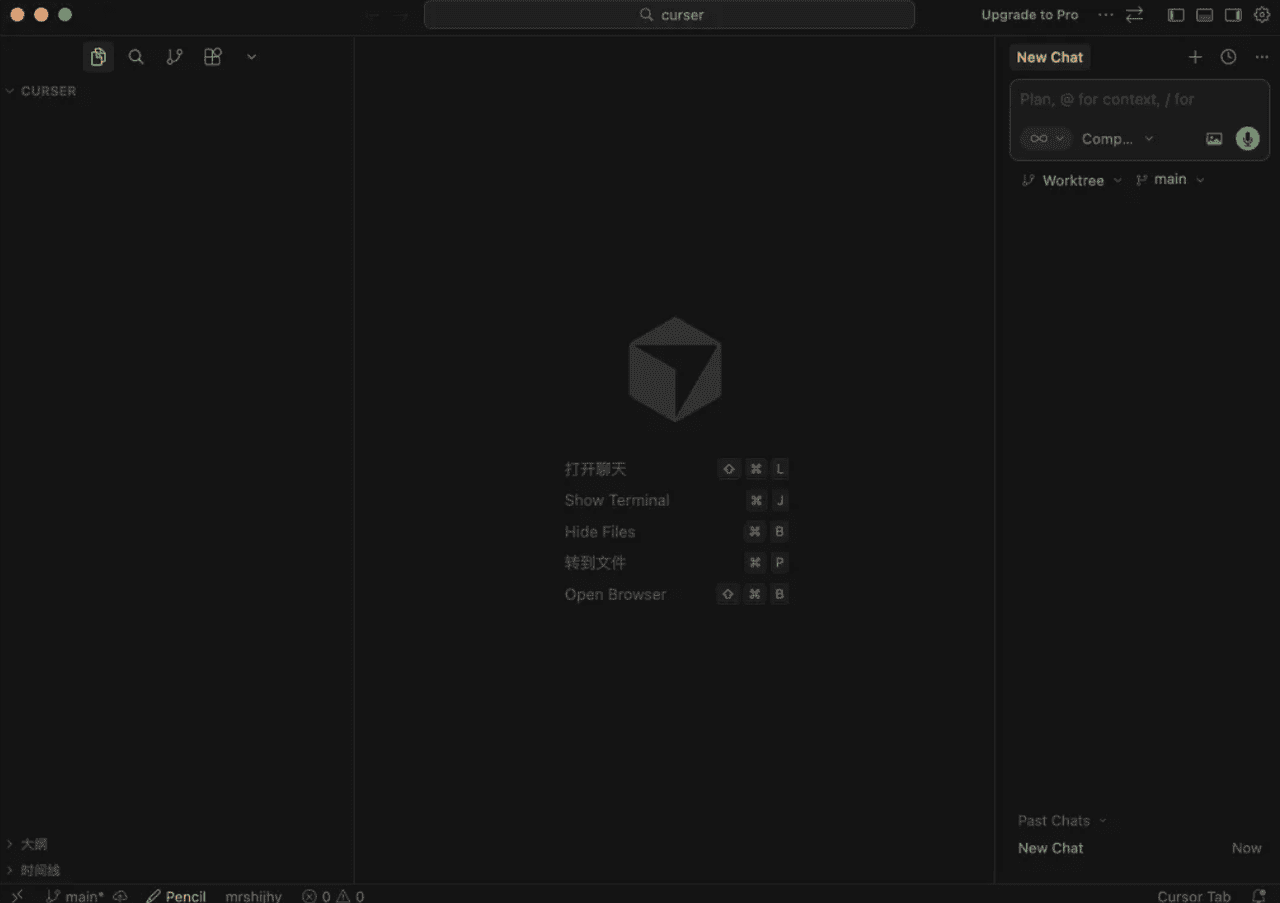 curser
Upgrade to Pro
CURSER
New Chat
Plan, @ for context, / for
Comp...
Worktree main
打开聊天 ⇧ ⌘ L
Show Terminal ⌘ J
Hide Files ⌘ B
转到文件 ⌘ P
Open Browser ⇧ ⌘ B
大纲
时间线
Past Chats
New Chat Now
main* Pencil mrshijhy 0 0 Cursor Tab